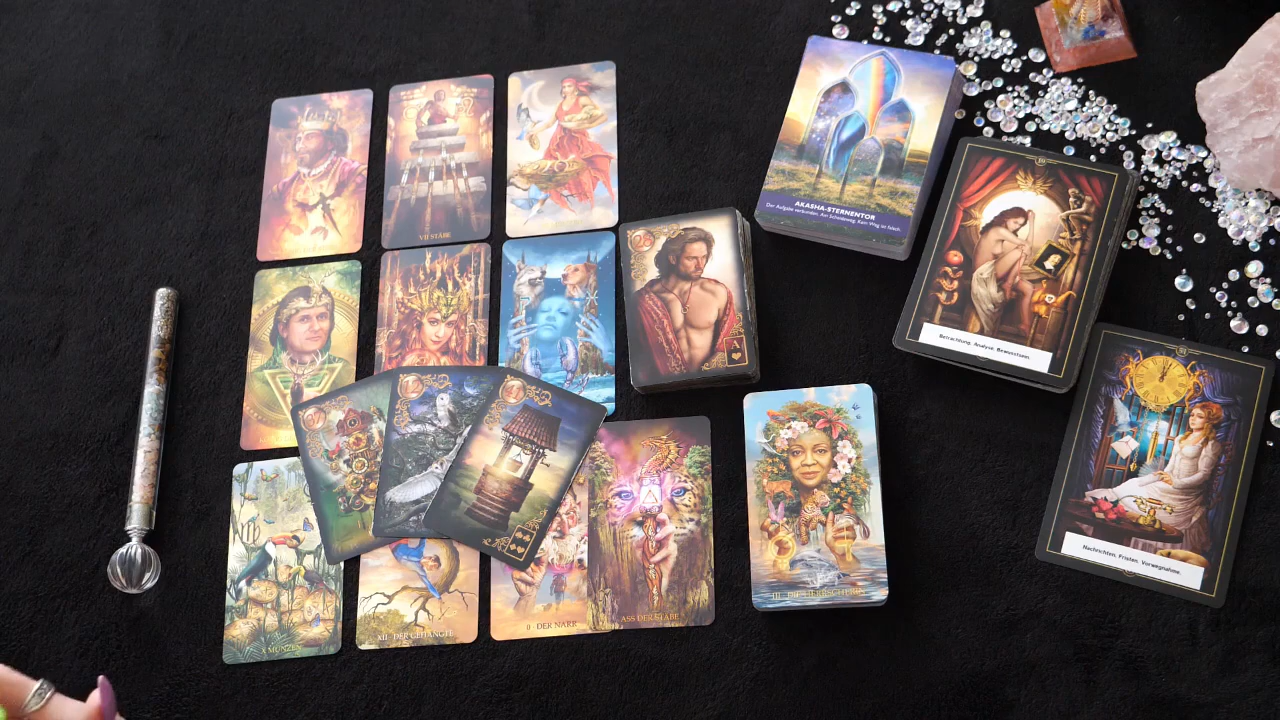 VII STÄBE
AKASHA-STERNENTOR
Der Aufgabe verbunden. Am Scheideweg. Kein Weg ist falsch.
A
Betrachtung. Analyse. Bewusstsein.
Nachrichten, Fristen, Vorwegnahme.
X MÜNZEN
XII · DER GEHÄNGTE
0 · DER NARR
ASS DER STÄBE
III · DIE HERRSCHERIN